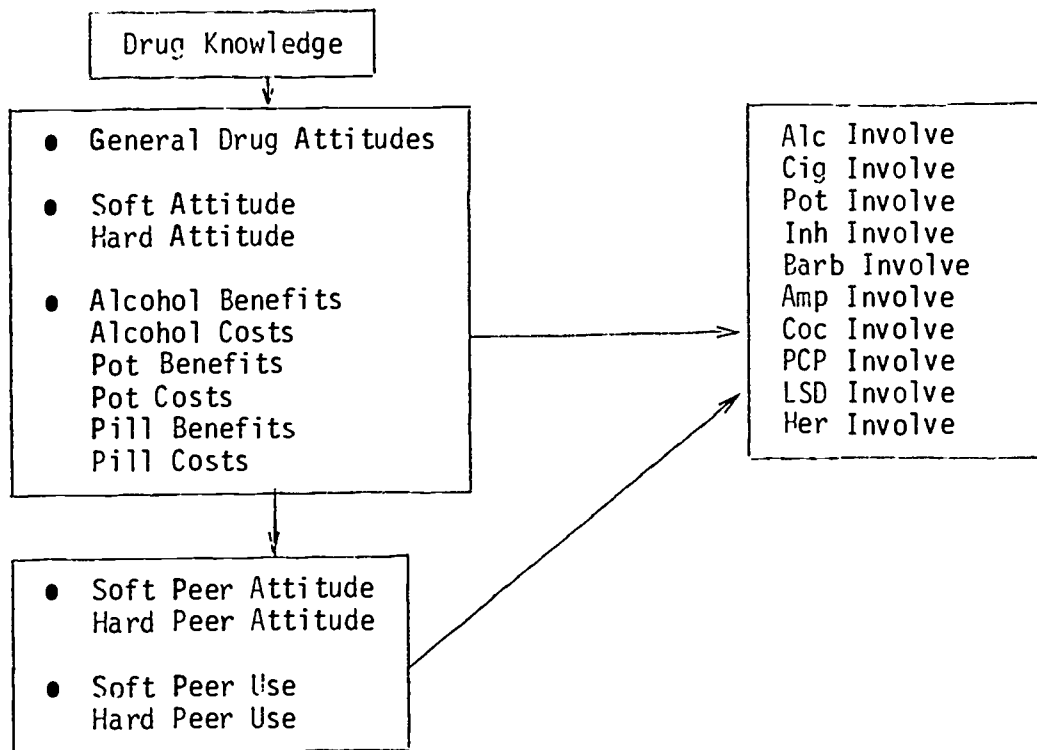 Drug Knowledge
● General Drug Attitudes
● Soft Attitude
Hard Attitude
● Alcohol Benefits
Alcohol Costs
Pot Benefits
Pot Costs
Pill Benefits
Pill Costs
● Soft Peer Attitude
Hard Peer Attitude
● Soft Peer Use
Hard Peer Use
Alc Involve
Cig Involve
Pot Involve
Inh Involve
Barb Involve
Amp Involve
Coc Involve
PCP Involve
LSD Involve
Her Involve